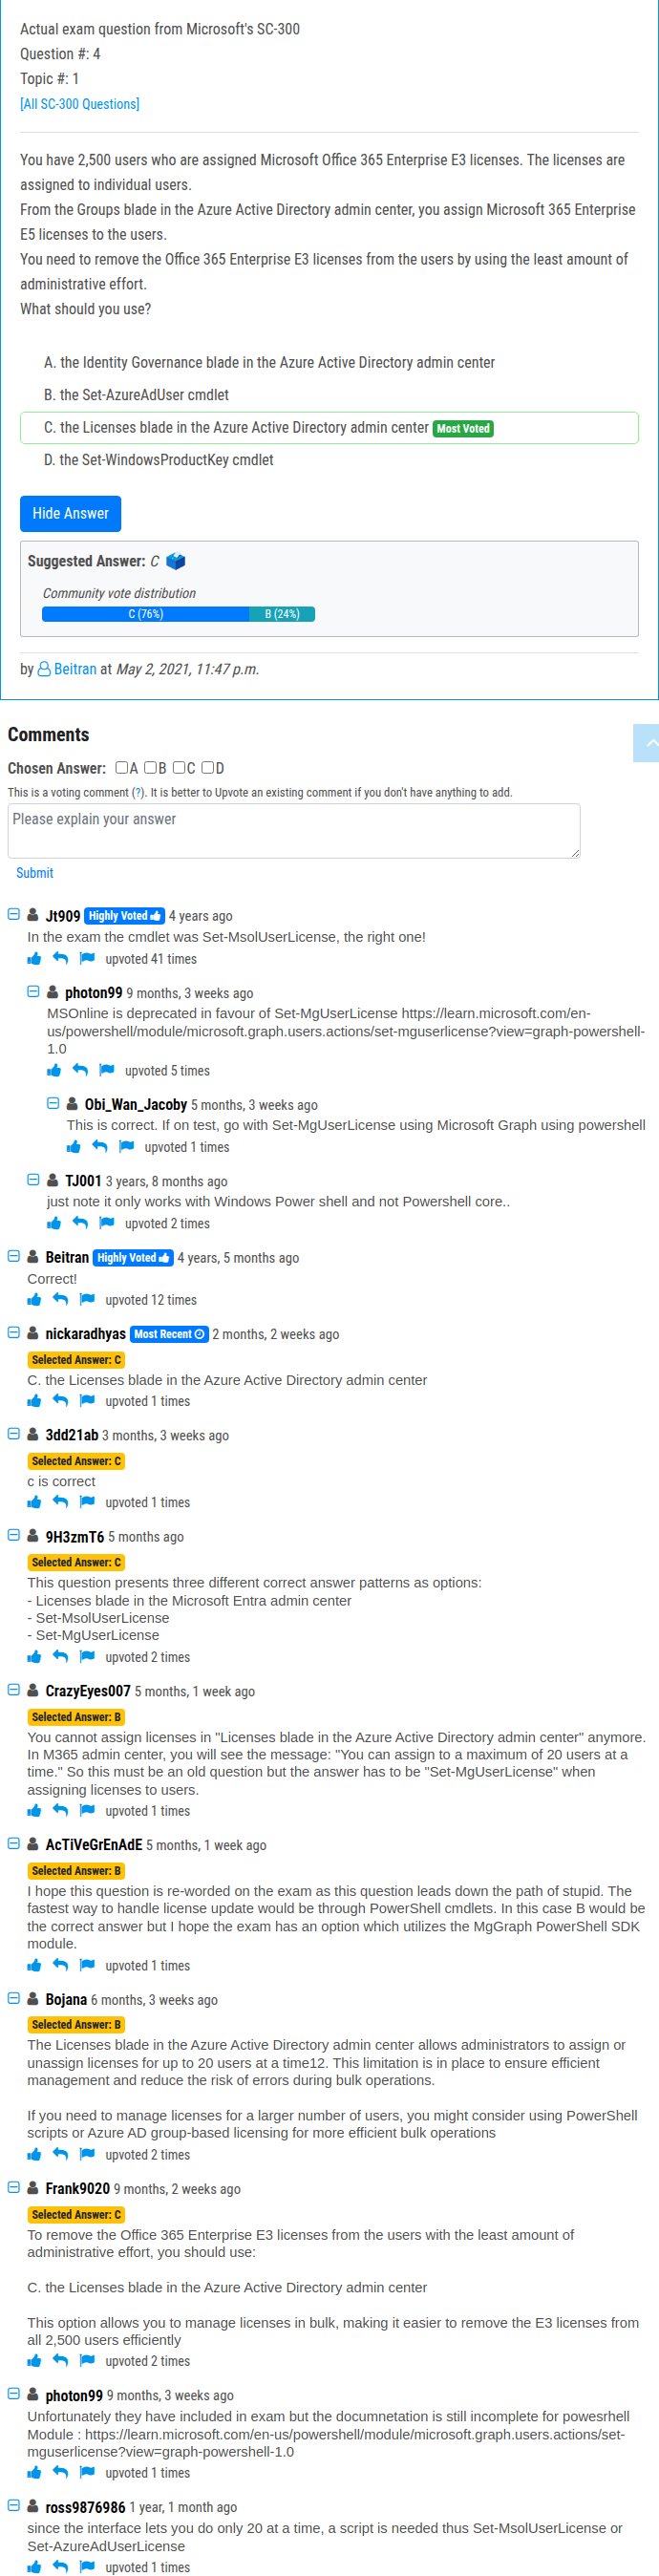 Actual exam question from Microsoft's SC-300
Question #: 4
Topic #: 1
[All SC-300 Questions]
You have 2,500 users who are assigned Microsoft Office 365 Enterprise E3 licenses. The licenses are
assigned to individual users.
From the Groups blade in the Azure Active Directory admin center, you assign Microsoft 365 Enterprise
E5 licenses to the users.
You need to remove the Office 365 Enterprise E3 licenses from the users by using the least amount of
administrative effort.
What should you use?
A. the Identity Governance blade in the Azure Active Directory admin center
B. the Set-AzureAdUser cmdlet
C. the Licenses blade in the Azure Active Directory admin center Most Voted
D. the Set-WindowsProductKey cmdlet
Hide Answer
Suggested Answer: C
Community vote distribution
C (76%) B (24%)
by Beitran at May 2, 2021, 11:47 p.m.
Comments
Chosen Answer: A B C D
This is a voting comment (?). It is better to Upvote an existing comment if you don't have anything to add.
Please explain your answer
Submit
Jt909 Highly Voted 4 years ago
In the exam the cmdlet was Set-MsolUserLicense, the right one!
upvoted 41 times
photon99 9 months, 3 weeks ago
MSOnline is deprecated in favour of Set-MgUserLicense https://learn.microsoft.com/en-
us/powershell/module/microsoft.graph.users.actions/set-mguserlicense?view=graph-powershell-
1.0
upvoted 5 times
Obi_Wan_Jacoby 5 months, 3 weeks ago
This is correct. If on test, go with Set-MgUserLicense using Microsoft Graph using powershell
upvoted 1 times
TJ001 3 years, 8 months ago
just note it only works with Windows Power shell and not Powershell core..
upvoted 2 times
Beitran Highly Voted 4 years, 5 months ago
Correct!
upvoted 12 times
nickaradhyas Most Recent 2 months, 2 weeks ago
Selected Answer: C
C. the Licenses blade in the Azure Active Directory admin center
upvoted 1 times
3dd21ab 3 months, 3 weeks ago
Selected Answer: C
c is correct
upvoted 1 times
9H3zmT6 5 months ago
Selected Answer: C
This question presents three different correct answer patterns as options:
- Licenses blade in the Microsoft Entra admin center
- Set-MsolUserLicense
- Set-MgUserLicense
upvoted 2 times
CrazyEyes007 5 months, 1 week ago
Selected Answer: B
You cannot assign licenses in "Licenses blade in the Azure Active Directory admin center" anymore.
In M365 admin center, you will see the message: "You can assign to a maximum of 20 users at a
time." So this must be an old question but the answer has to be "Set-MgUserLicense" when
assigning licenses to users.
upvoted 1 times
AcTiVeGrEnAdE 5 months, 1 week ago
Selected Answer: B
I hope this question is re-worded on the exam as this question leads down the path of stupid. The
fastest way to handle license update would be through PowerShell cmdlets. In this case B would be
the correct answer but I hope the exam has an option which utilizes the MgGraph PowerShell SDK
module.
upvoted 1 times
Bojana 6 months, 3 weeks ago
Selected Answer: B
The Licenses blade in the Azure Active Directory admin center allows administrators to assign or
unassign licenses for up to 20 users at a time12. This limitation is in place to ensure efficient
management and reduce the risk of errors during bulk operations.
If you need to manage licenses for a larger number of users, you might consider using PowerShell
scripts or Azure AD group-based licensing for more efficient bulk operations
upvoted 2 times
Frank9020 9 months, 2 weeks ago
Selected Answer: C
To remove the Office 365 Enterprise E3 licenses from the users with the least amount of
administrative effort, you should use:
C. the Licenses blade in the Azure Active Directory admin center
This option allows you to manage licenses in bulk, making it easier to remove the E3 licenses from
all 2,500 users efficiently
upvoted 2 times
photon99 9 months, 3 weeks ago
Unfortunately they have included in exam but the documnetation is still incomplete for powesrhell
Module : https://learn.microsoft.com/en-us/powershell/module/microsoft.graph.users.actions/set-
mguserlicense?view=graph-powershell-1.0
upvoted 1 times
ross9876986 1 year, 1 month ago
since the interface lets you do only 20 at a time, a script is needed thus Set-MsolUserLicense or
Set-AzureAdUserLicense
upvoted 1 times